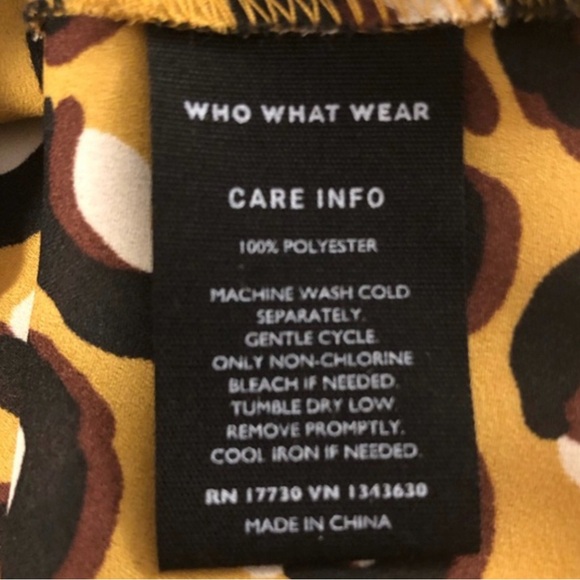 WHO WHAT WEAR
CARE INFO
100% POLYESTER
MACHINE WASH COLD
SEPARATELY.
GENTLE CYCLE.
ONLY NON-CHLORINE
BLEACH IF NEEDED.
TUMBLE DRY LOW
REMOVE PROMPTLY.
COOL IRON IF NEEDED.
RN 17730 VN 1343630
MADE IN CHINA